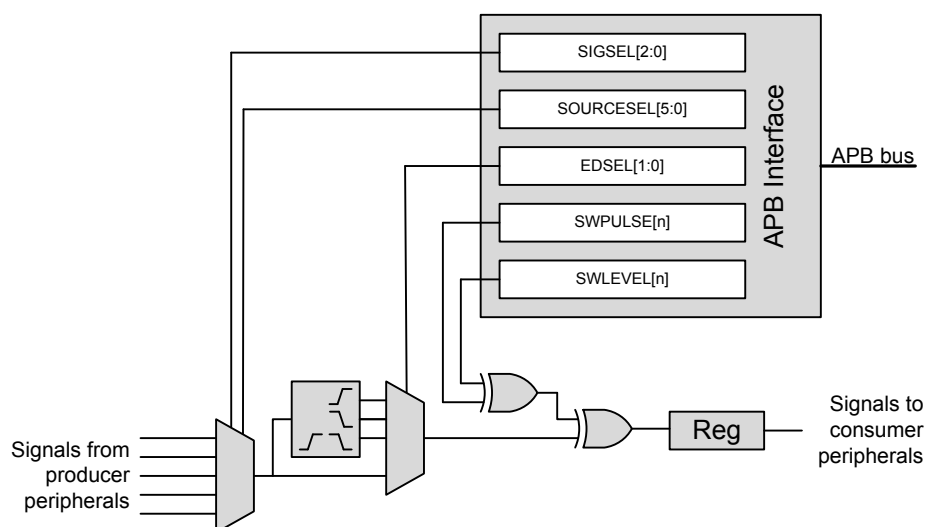 SIGSEL[2:0]
SOURCESEL[5:0]
EDSEL[1:0]
SWPULSE[n]
SWLEVEL[n]
APB Interface
APB bus
Signals from
producer
peripherals
Reg
Signals to
consumer
peripherals